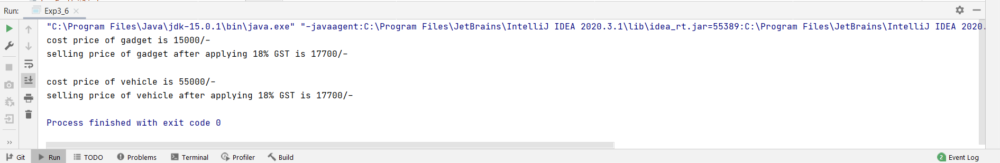 Run: Exp3_6
"C:\Program Files\Java\jdk-15.0.1\bin\java.exe" "-javaagent:C:\Program Files\JetBrains\IntelliJ IDEA 2020.3.1\lib\idea_rt.jar=55389:C:\Program Files\JetBrains\IntelliJ IDEA 2020.
cost price of gadget is 15000/-
selling price of gadget after applying 18% GST is 17700/-
cost price of vehicle is 55000/-
selling price of vehicle after applying 18% GST is 17700/-
Process finished with exit code 0
Git Run TODO Problems Terminal Profiler Build 2 Event Log